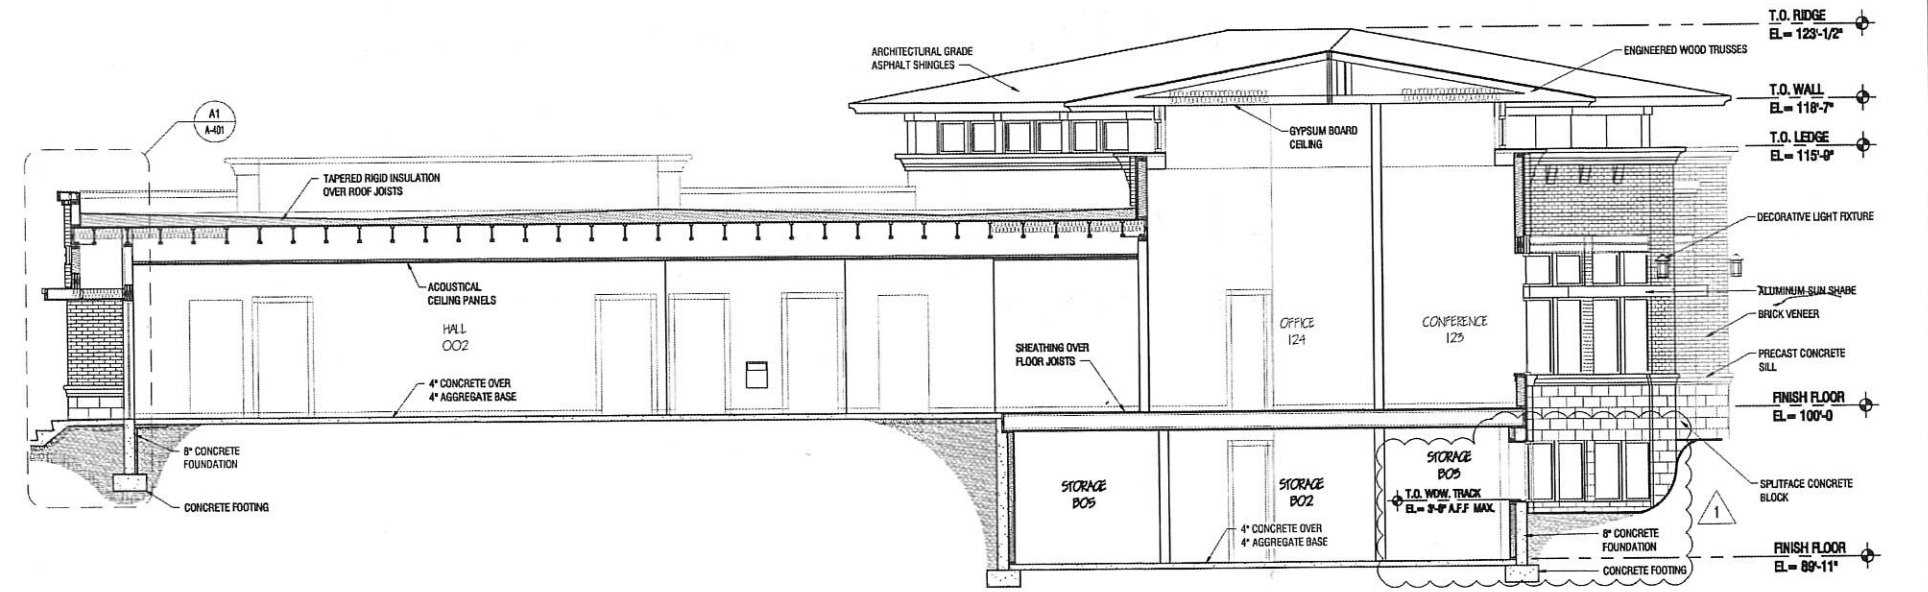 T.O. RIDGE
EL= 123'-1/2"
ARCHITECTURAL GRADE
ASPHALT SHINGLES
ENGINEERED WOOD TRUSSES
T.O. WALL
EL= 118'-7"
A1
A-401
GYPSUM BOARD
CEILING
T.O. LEDGE
EL= 115'-0"
TAPERED RIGID INSULATION
OVER ROOF JOISTS
DECORATIVE LIGHT FIXTURE
ACOUSTICAL
CEILING PANELS
ALUMINUM SUN SHADE
BRICK VENEER
HALL
002
OFFICE
124
CONFERENCE
123
SHEATHING OVER
FLOOR JOISTS
PRECAST CONCRETE
SILL
4" CONCRETE OVER
4" AGGREGATE BASE
FINISH FLOOR
EL= 100'-0
8" CONCRETE
FOUNDATION
STORAGE
B05
STORAGE
B02
STORAGE
B03
T.O. WDW. TRACK
EL= 3'-8" A.F.F MAX.
SPLITFACE CONCRETE
BLOCK
1
CONCRETE FOOTING
4" CONCRETE OVER
4" AGGREGATE BASE
8" CONCRETE
FOUNDATION
CONCRETE FOOTING
FINISH FLOOR
EL= 89'-11"